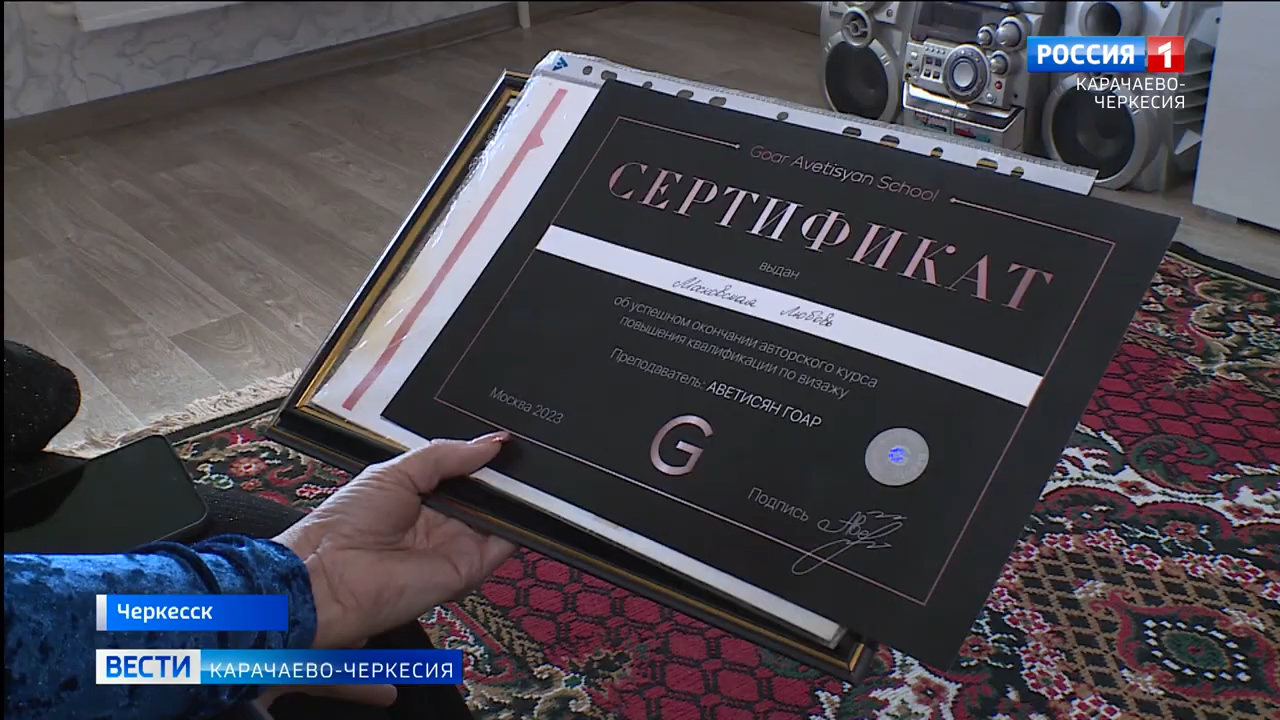 РОССИЯ 1
КАРАЧАЕВО-
ЧЕРКЕСИЯ
Goar Avetisyan School
СЕРТИФИКАТ
выдан
Маховская Любовь
об успешном окончании авторского курса
повышения квалификации по визажу
Преподаватель: АВЕТИСЯН ГОАР
Москва 2023
G
Подпись
Черкесск
ВЕСТИ КАРАЧАЕВО-ЧЕРКЕСИЯ